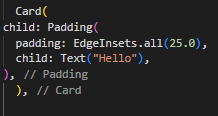 Card(
child: Padding(
padding: EdgeInsets.all(25.0),
child: Text("Hello"),
), // Padding
), // Card